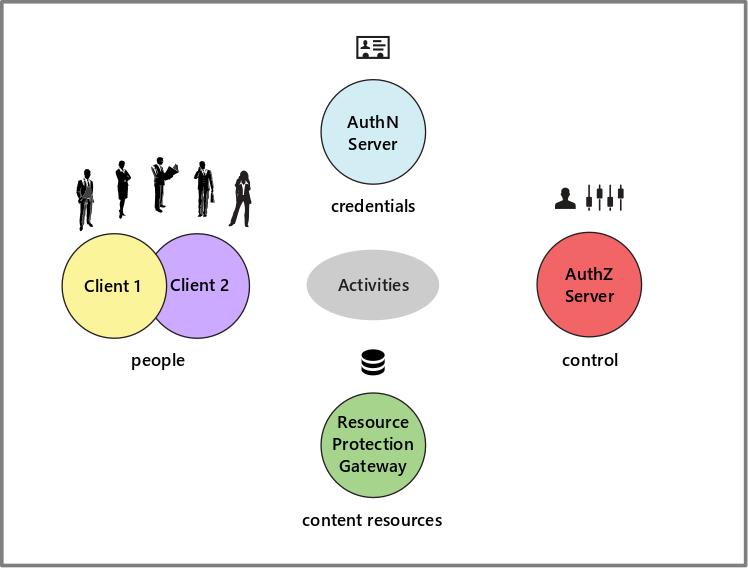 AuthN
Server
credentials
Client 1
Client 2
people
Activities
AuthZ
Server
control
Resource
Protection
Gateway
content resources